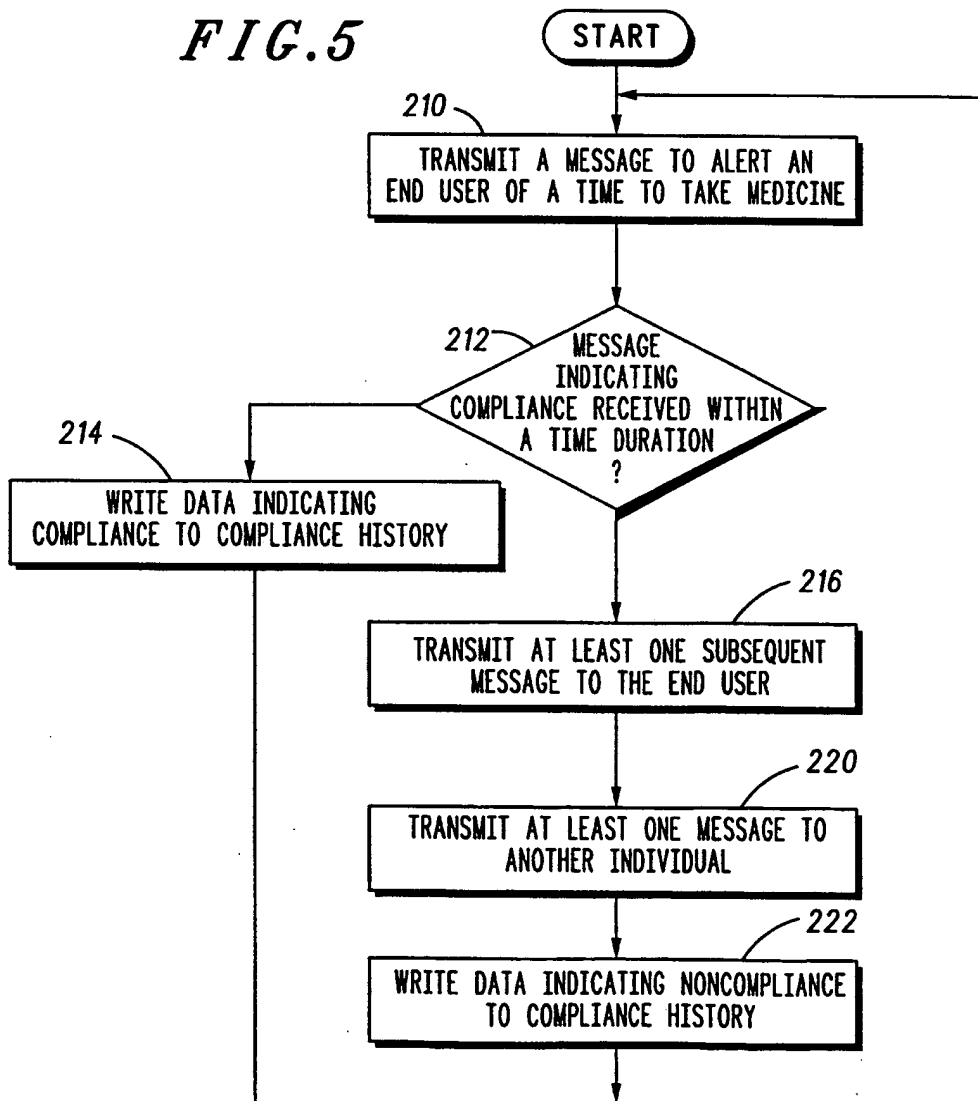 FIG.5
START
210
TRANSMIT A MESSAGE TO ALERT AN
END USER OF A TIME TO TAKE MEDICINE
212
MESSAGE
INDICATING
COMPLIANCE RECEIVED WITHIN
A TIME DURATION
?
214
WRITE DATA INDICATING
COMPLIANCE TO COMPLIANCE HISTORY
216
TRANSMIT AT LEAST ONE SUBSEQUENT
MESSAGE TO THE END USER
220
TRANSMIT AT LEAST ONE MESSAGE TO
ANOTHER INDIVIDUAL
222
WRITE DATA INDICATING NONCOMPLIANCE
TO COMPLIANCE HISTORY